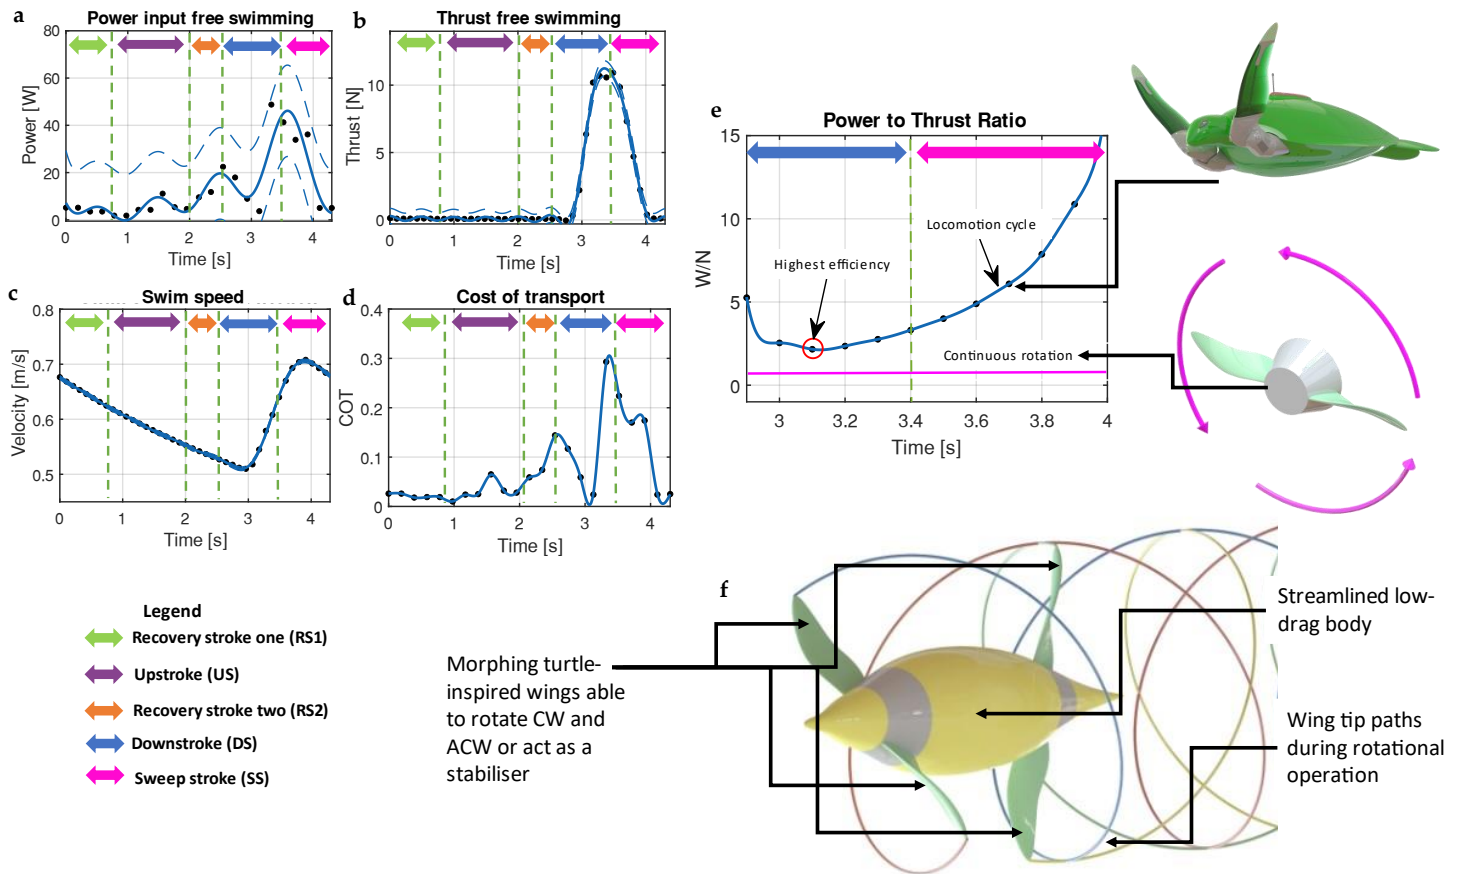 a
Power input free swimming
80
60
40
20
0
Power [W]
0
1
2
3
4
Time [s]
b
Thrust free swimming
10
5
0
Thrust [N]
0
1
2
3
4
Time [s]
c
Swim speed
0.8
0.7
0.6
0.5
Velocity [m/s]
0
1
2
3
4
Time [s]
d
Cost of transport
0.4
0.3
0.2
0.1
0
COT
0
1
2
3
4
Time [s]
e
Power to Thrust Ratio
15
10
5
0
W/N
Locomotion cycle
Highest efficiency
Continuous rotation
3
3.2
3.4
3.6
3.8
4
Time [s]
Legend
Recovery stroke one (RS1)
Upstroke (US)
Recovery stroke two (RS2)
Downstroke (DS)
Sweep stroke (SS)
f
Morphing turtle-
inspired wings able
to rotate CW and
ACW or act as a
stabiliser
Streamlined low-
drag body
Wing tip paths
during rotational
operation